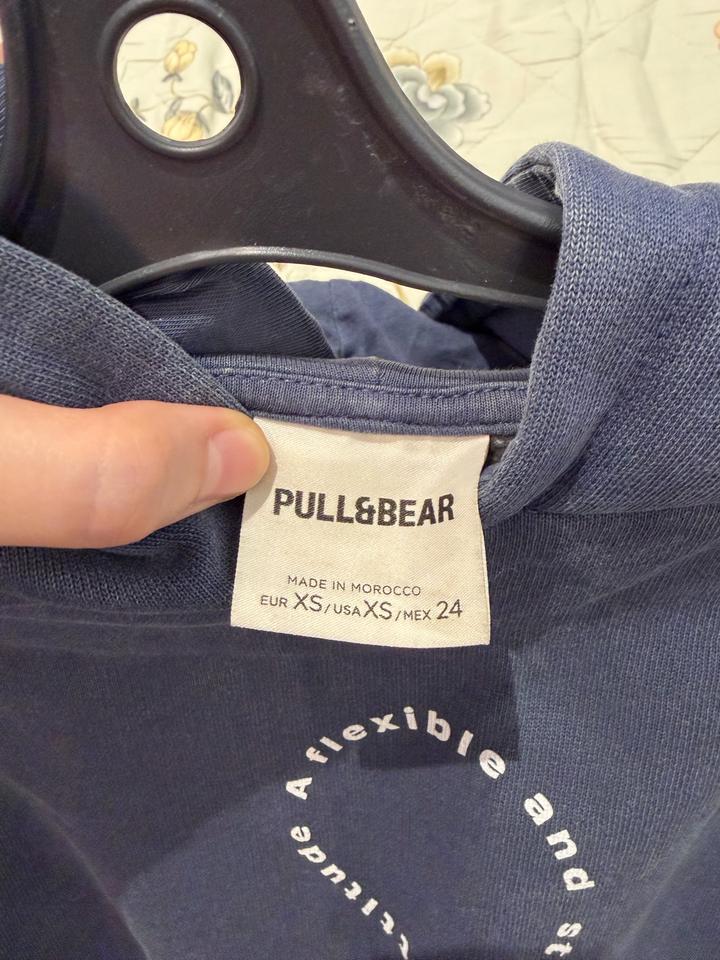 PULL&BEAR
MADE IN MOROCCO
EUR XS / USA XS / MEX 24
A flexible and